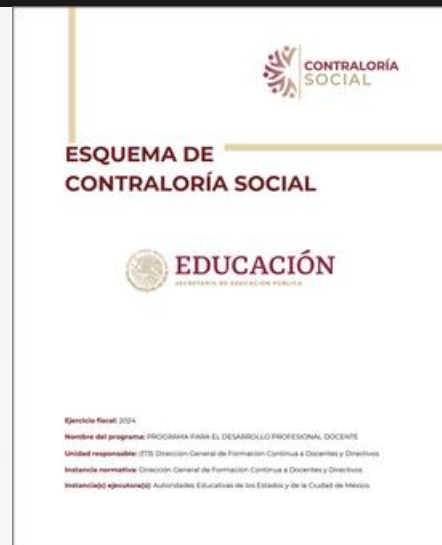 CONTRALORÍA
SOCIAL
ESQUEMA DE
CONTRALORÍA SOCIAL
EDUCACIÓN
SECRETARÍA DE EDUCACIÓN PÚBLICA
Ejercicio fiscal: 2024
Nombre del programa: PROGRAMA PARA EL DESARROLLO PROFESIONAL DOCENTE
Unidad responsable: (173) Dirección General de Formación Continua a Docentes y Directivos
Instancia normativa: Dirección General de Formación Continua a Docentes y Directivos
Instancia(s) ejecutora(s): Autoridades Educativas de los Estados y de la Ciudad de México.